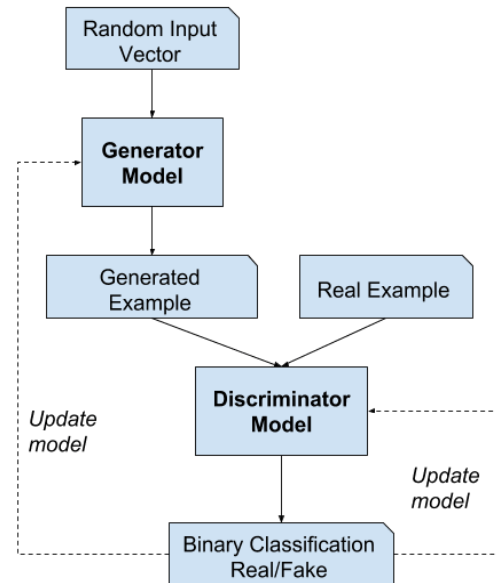 Random Input
Vector
Generator
Model
Generated
Example
Real Example
Discriminator
Model
Update
model
Update
model
Binary Classification
Real/Fake